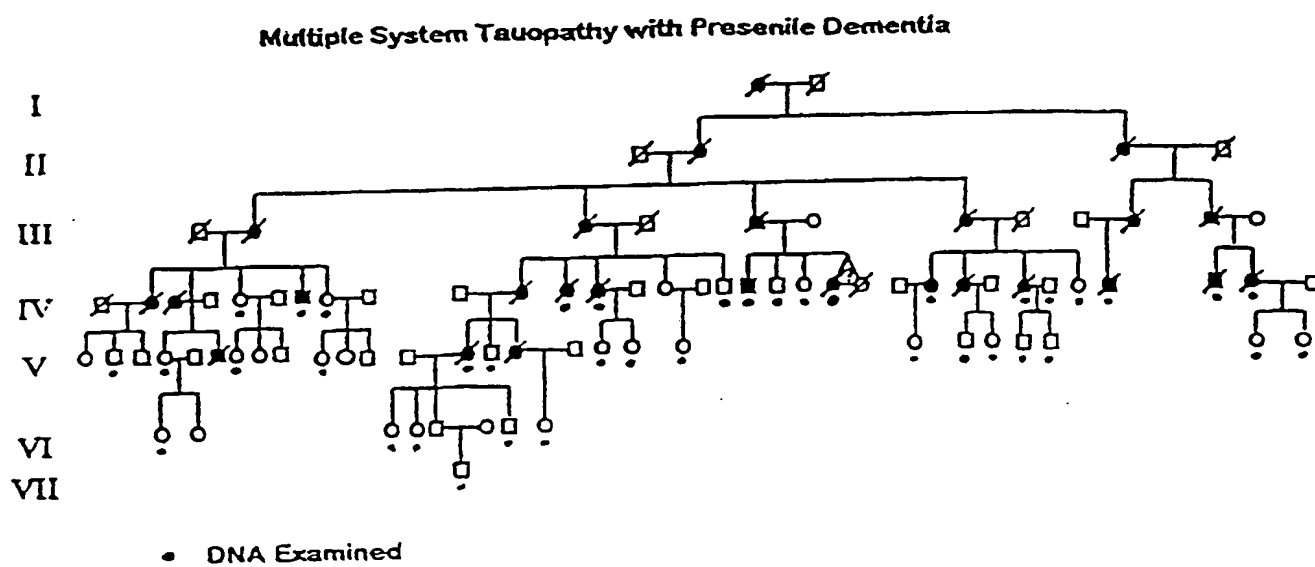 Multiple System Tauopathy with Presenile Dementia
I
II
III
IV
V
VI
VII
• DNA Examined